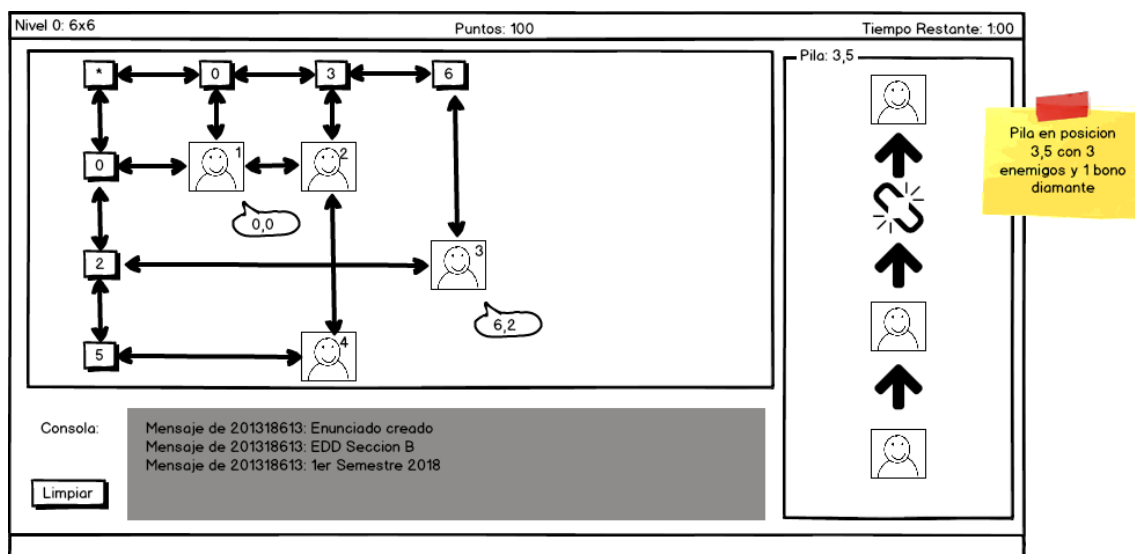 Nivel 0: 6x6
Puntos: 100
Tiempo Restante: 1:00
* 0 3 6
0 1 2
0,0
2 3
6,2
5 4
Pila: 3,5
Pila en posicion
3,5 con 3
enemigos y 1 bono
diamante
Consola:
Mensaje de 201318613: Enunciado creado
Mensaje de 201318613: EDD Seccion B
Mensaje de 201318613: 1er Semestre 2018
Limpiar